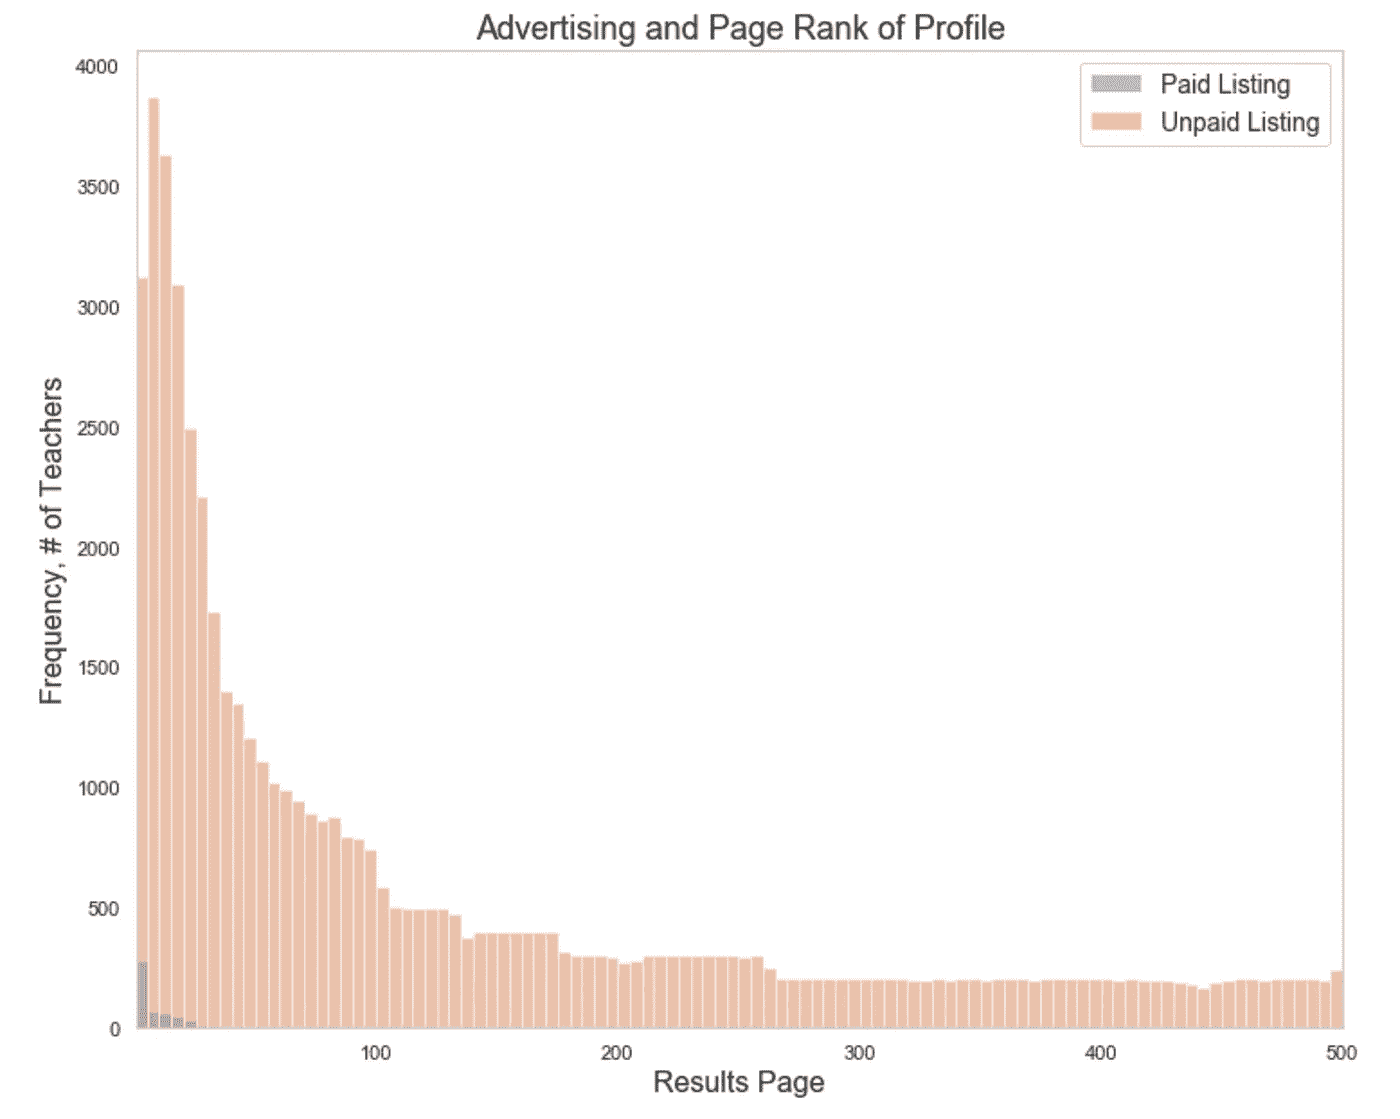 Advertising and Page Rank of Profile
Paid Listing
Unpaid Listing
Frequency, # of Teachers
4000
3500
3000
2500
2000
1500
1000
500
0
100
200
300
400
500
Results Page